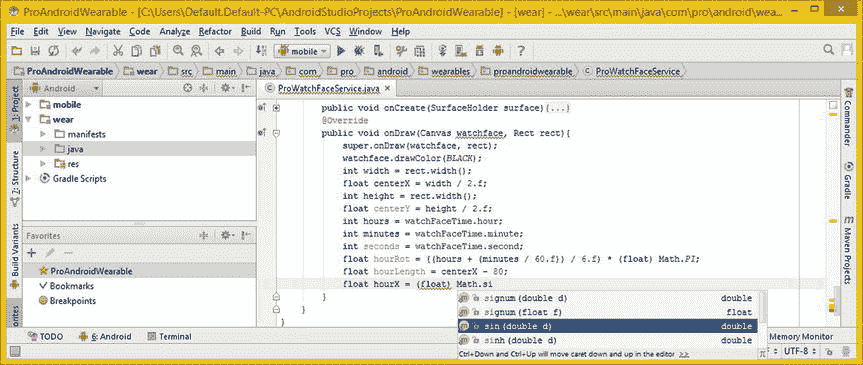 ProAndroidWearable - [C:\Users\Default.Default-PC\AndroidStudioProjects\ProAndroidWearable] - [wear] - ...\wear\src\main\java\com\pro\android\wea...
File Edit View Navigate Code Analyze Refactor Build Run Tools VCS Window Help
mobile
ProAndroidWearable wear src main java com pro android wearables proandroidwearable ProWatchFaceService
Android
ProWatchFaceService.java
1: Project
7: Structure
Build Variants
Commander
Gradle
Maven Projects
mobile
wear
manifests
java
res
Gradle Scripts
Favorites
ProAndroidWearable
Bookmarks
Breakpoints
public void onCreate(SurfaceHolder surface){...}
@Override
public void onDraw(Canvas watchface, Rect rect){
super.onDraw(watchface, rect);
watchface.drawColor(BLACK);
int width = rect.width();
float centerX = width / 2.f;
int height = rect.width();
float centerY = height / 2.f;
int hours = watchFaceTime.hour;
int minutes = watchFaceTime.minute;
int seconds = watchFaceTime.second;
float hourRot = ((hours + (minutes / 60.f)) / 6.f) * (float) Math.PI;
float hourLength = centerX - 80;
float hourX = (float) Math.si
}
}
}
signum(double d) double
signum(float f) float
sin(double d) double
sinh(double d) double
Ctrl+Down and Ctrl+Up will move caret down and up in the editor >>
TODO 6: Android Terminal
Memory Monitor
UTF-8